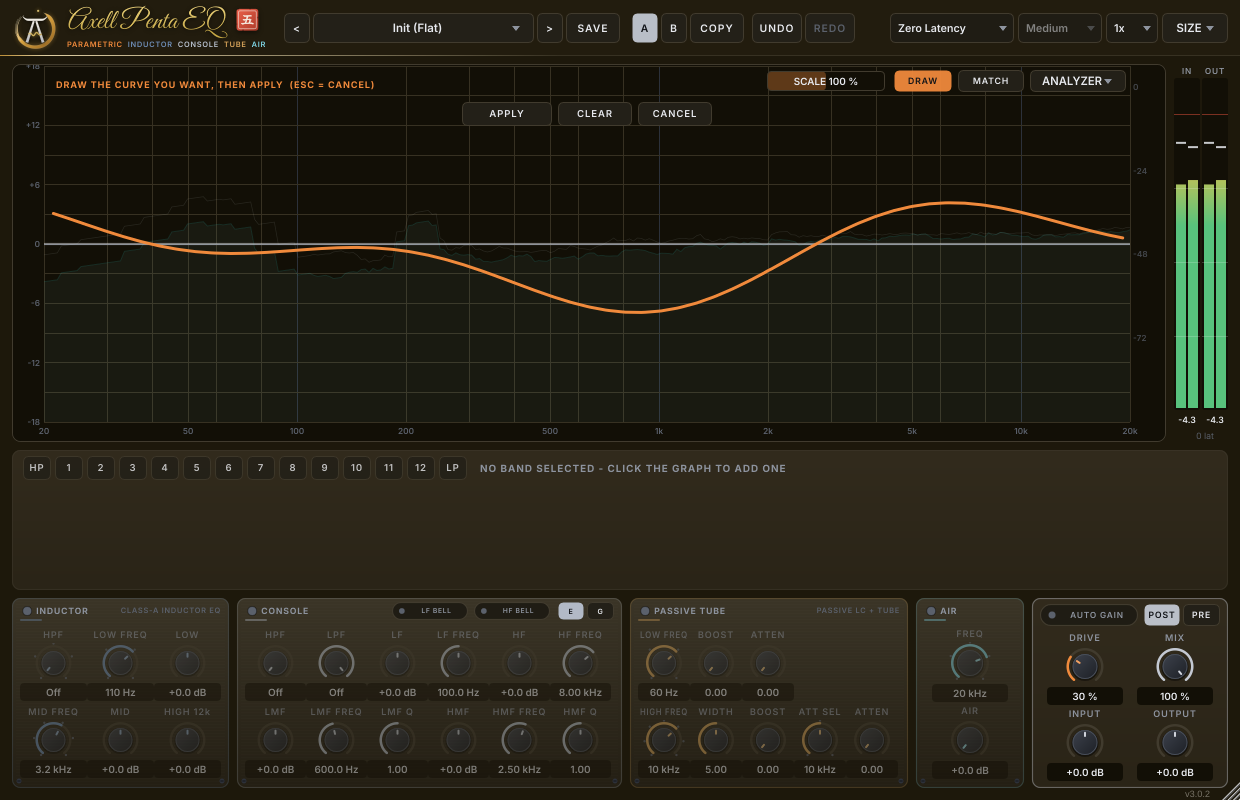 Axell Penta EQ 五
PARAMETRIC INDUCTOR CONSOLE TUBE AIR
< Init (Flat) > SAVE A B COPY UNDO REDO Zero Latency Medium 1x SIZE
DRAW THE CURVE YOU WANT, THEN APPLY (ESC = CANCEL) SCALE 100 % DRAW MATCH ANALYZER
APPLY CLEAR CANCEL
IN OUT
+18
+12
+6
0
-6
-12
-18
0
-24
-48
-72
20 50 100 200 500 1k 2k 5k 10k 20k
-4.3 -4.3
0 lat
HP 1 2 3 4 5 6 7 8 9 10 11 12 LP NO BAND SELECTED - CLICK THE GRAPH TO ADD ONE
INDUCTOR CLASS-A INDUCTOR EQ
HPF LOW FREQ LOW
Off 110 Hz +0.0 dB
MID FREQ MID HIGH 12k
3.2 kHz +0.0 dB +0.0 dB
CONSOLE LF BELL HF BELL E G
HPF LPF LF LF FREQ HF HF FREQ
Off Off +0.0 dB 100.0 Hz +0.0 dB 8.00 kHz
LMF LMF FREQ LMF Q HMF HMF FREQ HMF Q
+0.0 dB 600.0 Hz 1.00 +0.0 dB 2.50 kHz 1.00
PASSIVE TUBE PASSIVE LC + TUBE
LOW FREQ BOOST ATTEN
60 Hz 0.00 0.00
HIGH FREQ WIDTH BOOST ATT SEL ATTEN
10 kHz 5.00 0.00 10 kHz 0.00
AIR
FREQ
20 kHz
AIR
+0.0 dB
AUTO GAIN POST PRE
DRIVE MIX
30 % 100 %
INPUT OUTPUT
+0.0 dB +0.0 dB
v3.0.2